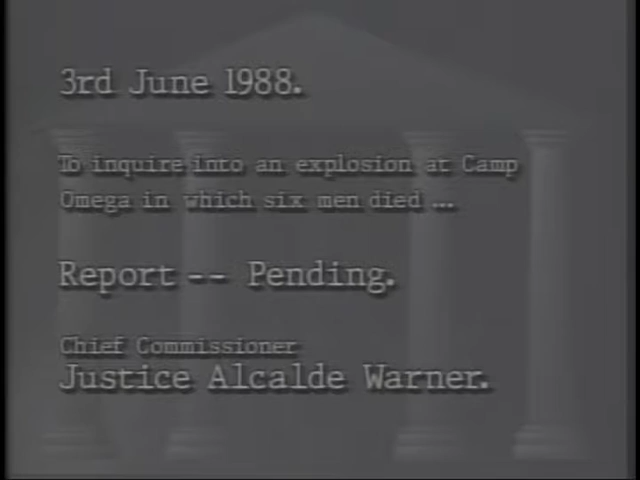 3rd June 1988.
To inquire into an explosion at Camp
Omega in which six men died ...
Report -- Pending.
Chief Commissioner
Justice Alcalde Warner.